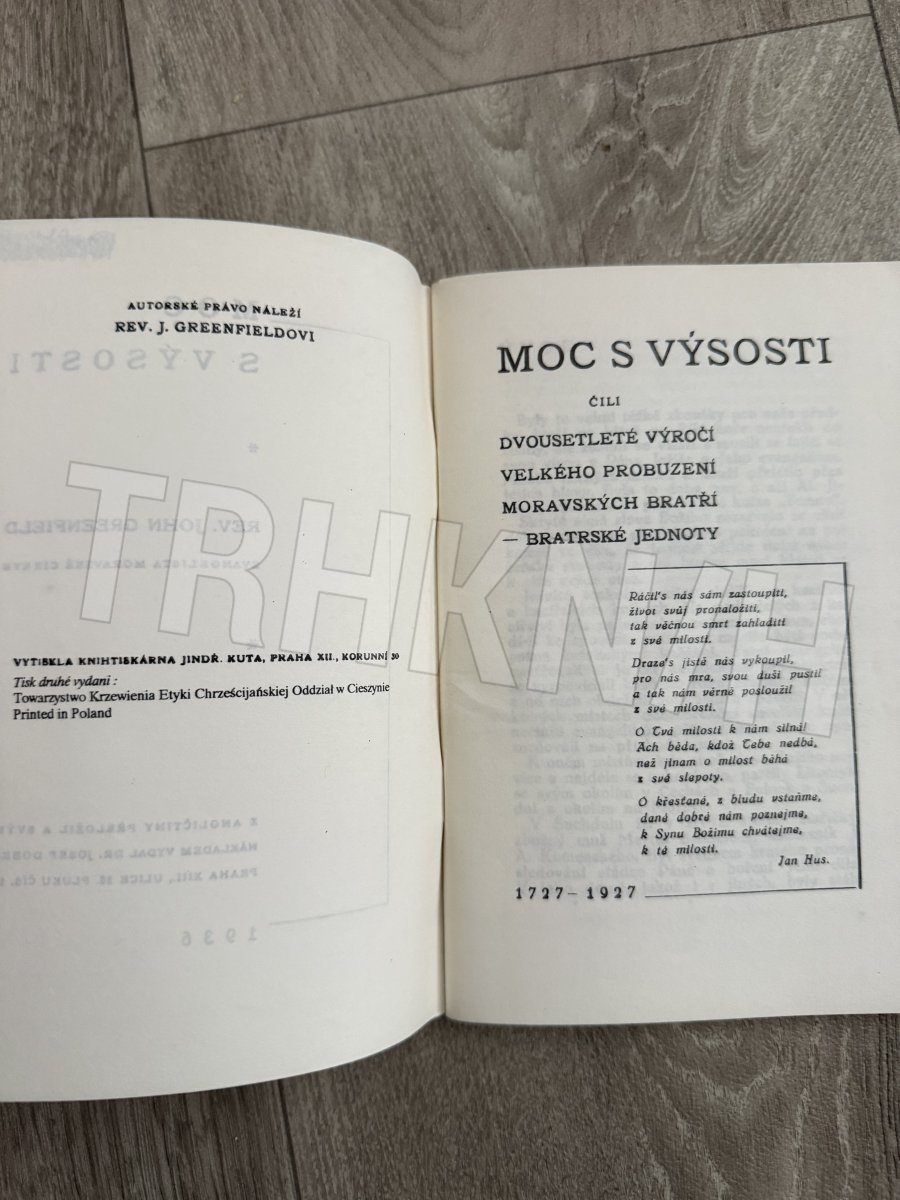 AUTORSKÉ PRÁVO NÁLEŽÍ
REV. J. GREENFIELDOVI
VYTISKLA KNIHTISKÁRNA JINDŘ. KUTA, PRAHA XII., KORUNNÍ 30
Tisk druhé vydani :
Towarzystwo Krzewienia Etyki Chrześcijańskiej Oddział w Cieszynie
Printed in Poland
MOC S VÝSOSTI
ČILI
DVOUSETLETÉ VÝROČÍ
VELKÉHO PROBUZENÍ
MORAVSKÝCH BRATŘÍ
— BRATRSKÉ JEDNOTY
Ráčil's nás sám zastoupiti,
život svůj pronaložiti,
tak věčnou smrt zahladiti
z své milosti.
Draze's jistě nás vykoupil,
pro nás mra, svou duši pustil
a tak nám věrně posloužil
z své milosti.
Ó Tvá milosti k nám silná!
Ach běda, kdož Tebe nedbá,
než jinam o milost běhá
z své slepoty.
Ó křesťané, z bludu vstaňme,
dané dobré nám poznejme,
k Synu Božímu chvátejme,
k té milosti.
Jan Hus.
1727–1927
TRHKNIH